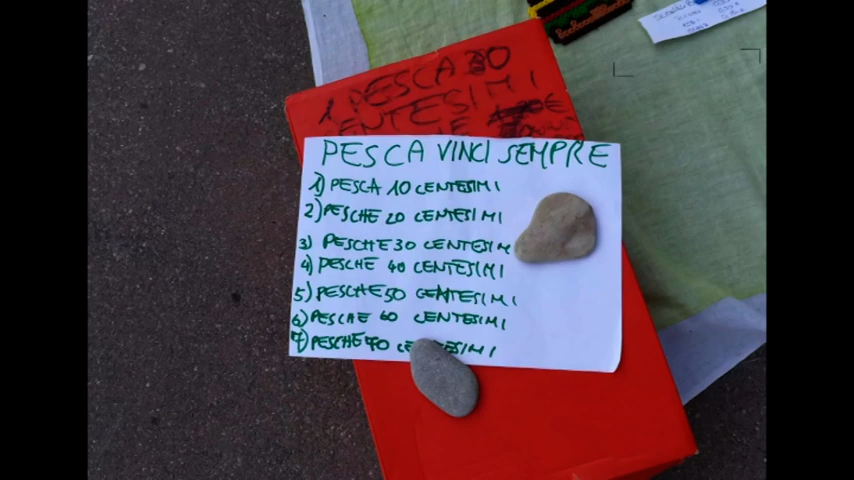 1 PESCA 30
CENTESIMI
PESCA VINCI SEMPRE
1) PESCA 10 CENTESIMI
2) PESCHE 20 CENTESIMI
3) PESCHE 30 CENTESIM
4) PESCHE 40 CENTESIMI
5) PESCHE 50 CENTESIMI
6) PESCHE 60 CENTESIMI
7) PESCHE 70 CENTESIMI